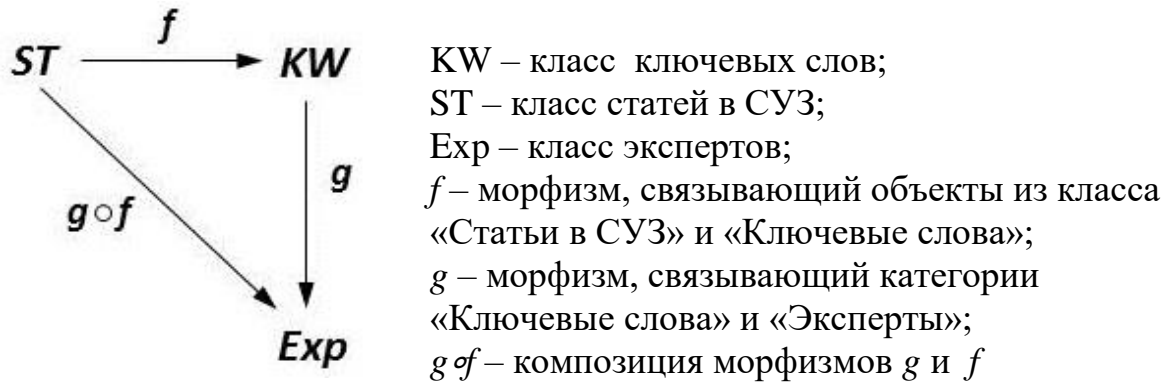 f
ST KW
g
g∘f
Exp
KW – класс ключевых слов;
ST – класс статей в СУЗ;
Exp – класс экспертов;
f – морфизм, связывающий объекты из класса
«Статьи в СУЗ» и «Ключевые слова»;
g – морфизм, связывающий категории
«Ключевые слова» и «Эксперты»;
g∘f – композиция морфизмов g и f